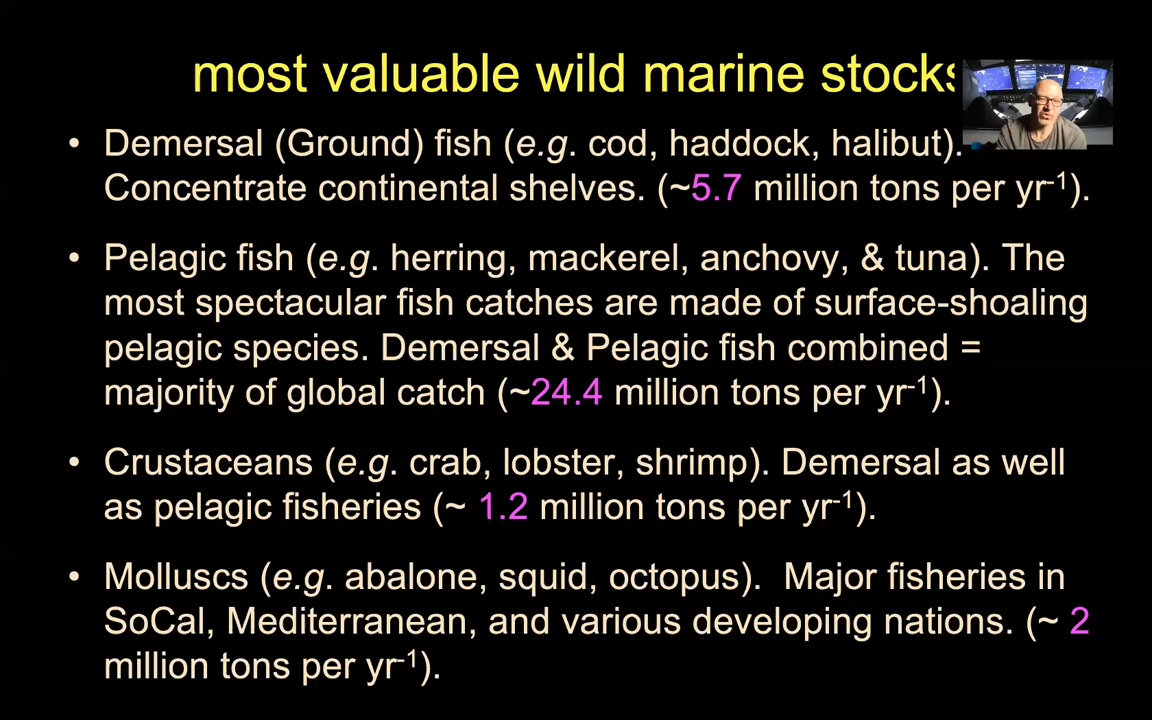 most valuable wild marine stocks
• Demersal (Ground) fish (e.g. cod, haddock, halibut).
Concentrate continental shelves. (~5.7 million tons per yr⁻¹).
• Pelagic fish (e.g. herring, mackerel, anchovy, & tuna). The
most spectacular fish catches are made of surface-shoaling
pelagic species. Demersal & Pelagic fish combined =
majority of global catch (~24.4 million tons per yr⁻¹).
• Crustaceans (e.g. crab, lobster, shrimp). Demersal as well
as pelagic fisheries (~ 1.2 million tons per yr⁻¹).
• Molluscs (e.g. abalone, squid, octopus).  Major fisheries in
SoCal, Mediterranean, and various developing nations. (~ 2
million tons per yr⁻¹).